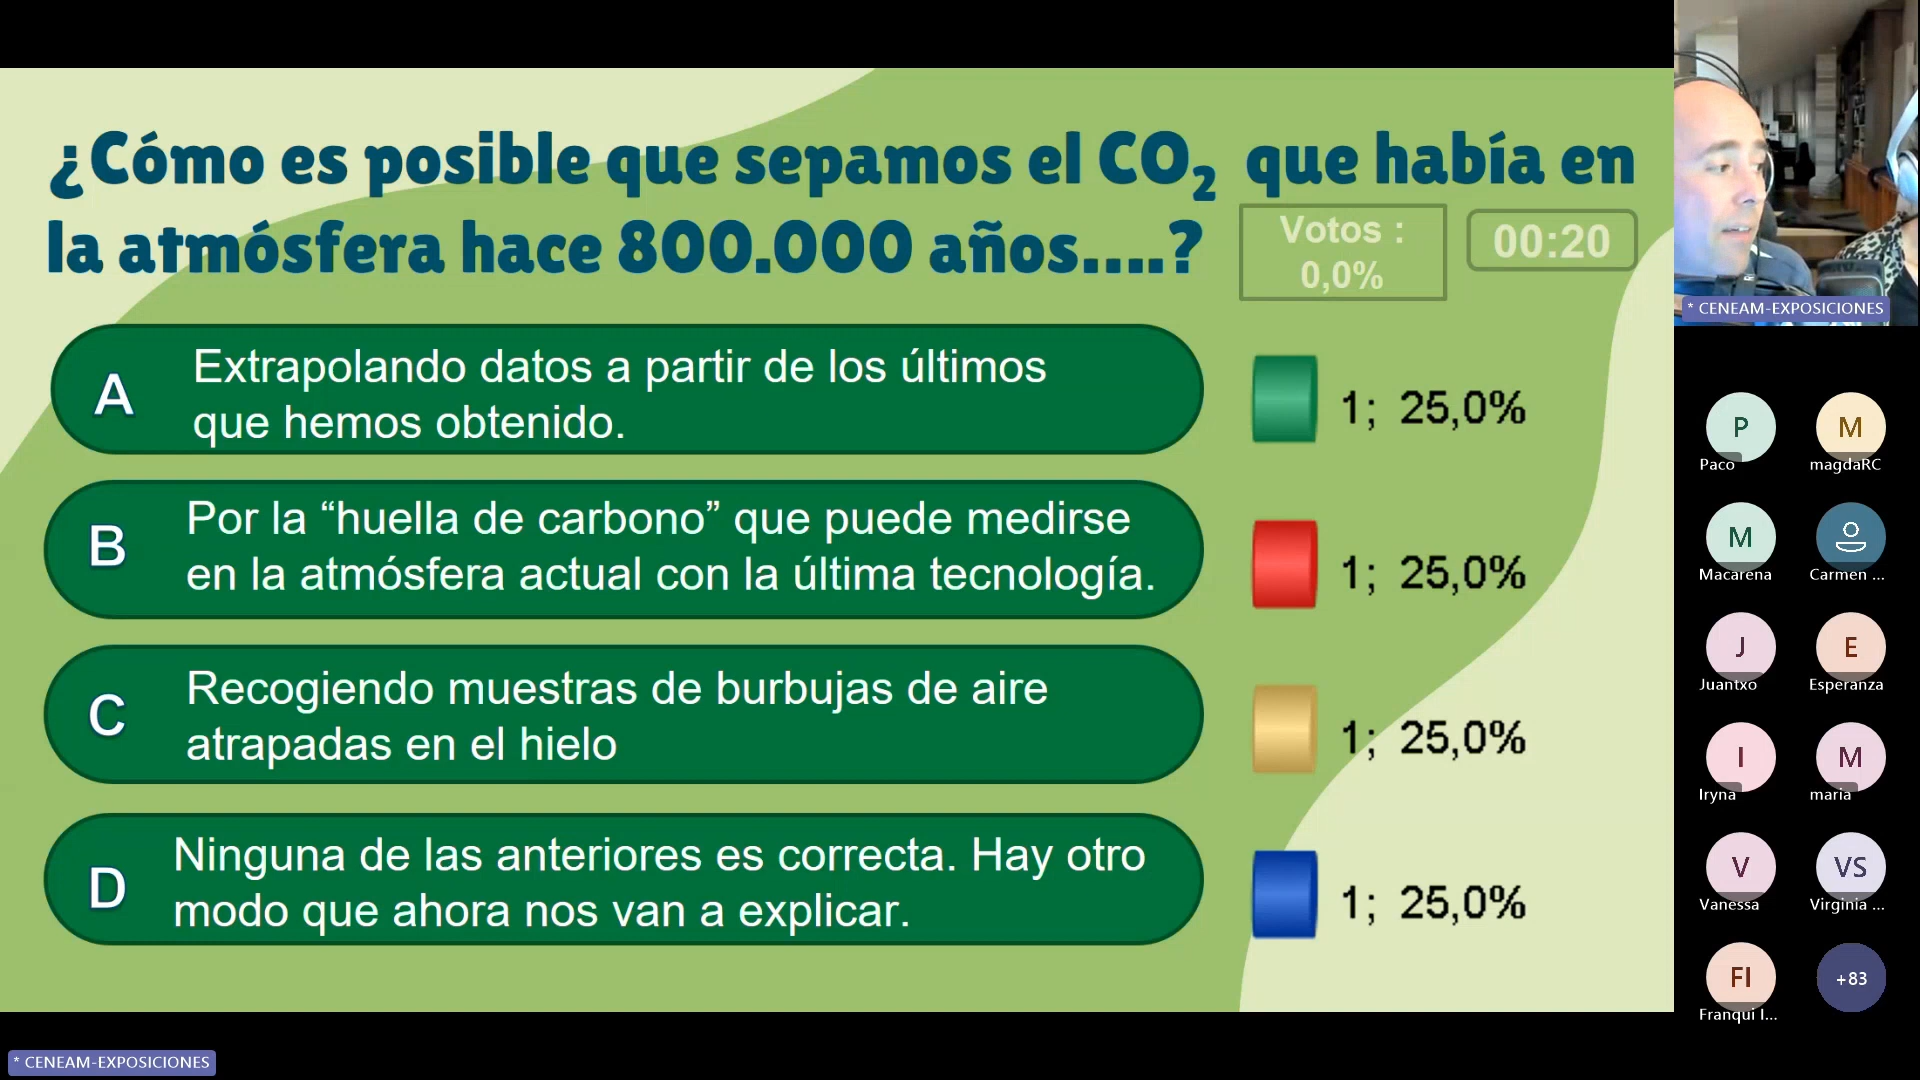 ¿Cómo es posible que sepamos el CO₂ que había en
la atmósfera hace 800.000 años....?
Votos :
0,0%
00:20
A
Extrapolando datos a partir de los últimos
que hemos obtenido.
1; 25,0%
B
Por la “huella de carbono” que puede medirse
en la atmósfera actual con la última tecnología.
1; 25,0%
C
Recogiendo muestras de burbujas de aire
atrapadas en el hielo
1; 25,0%
D
Ninguna de las anteriores es correcta. Hay otro
modo que ahora nos van a explicar.
1; 25,0%
* CENEAM-EXPOSICIONES
P
Paco
M
magdaRC
M
Macarena
Carmen ...
J
Juantxo
E
Esperanza
I
Iryna
M
maria
V
Vanessa
VS
Virginia ...
FI
Franqui I...
+83
* CENEAM-EXPOSICIONES